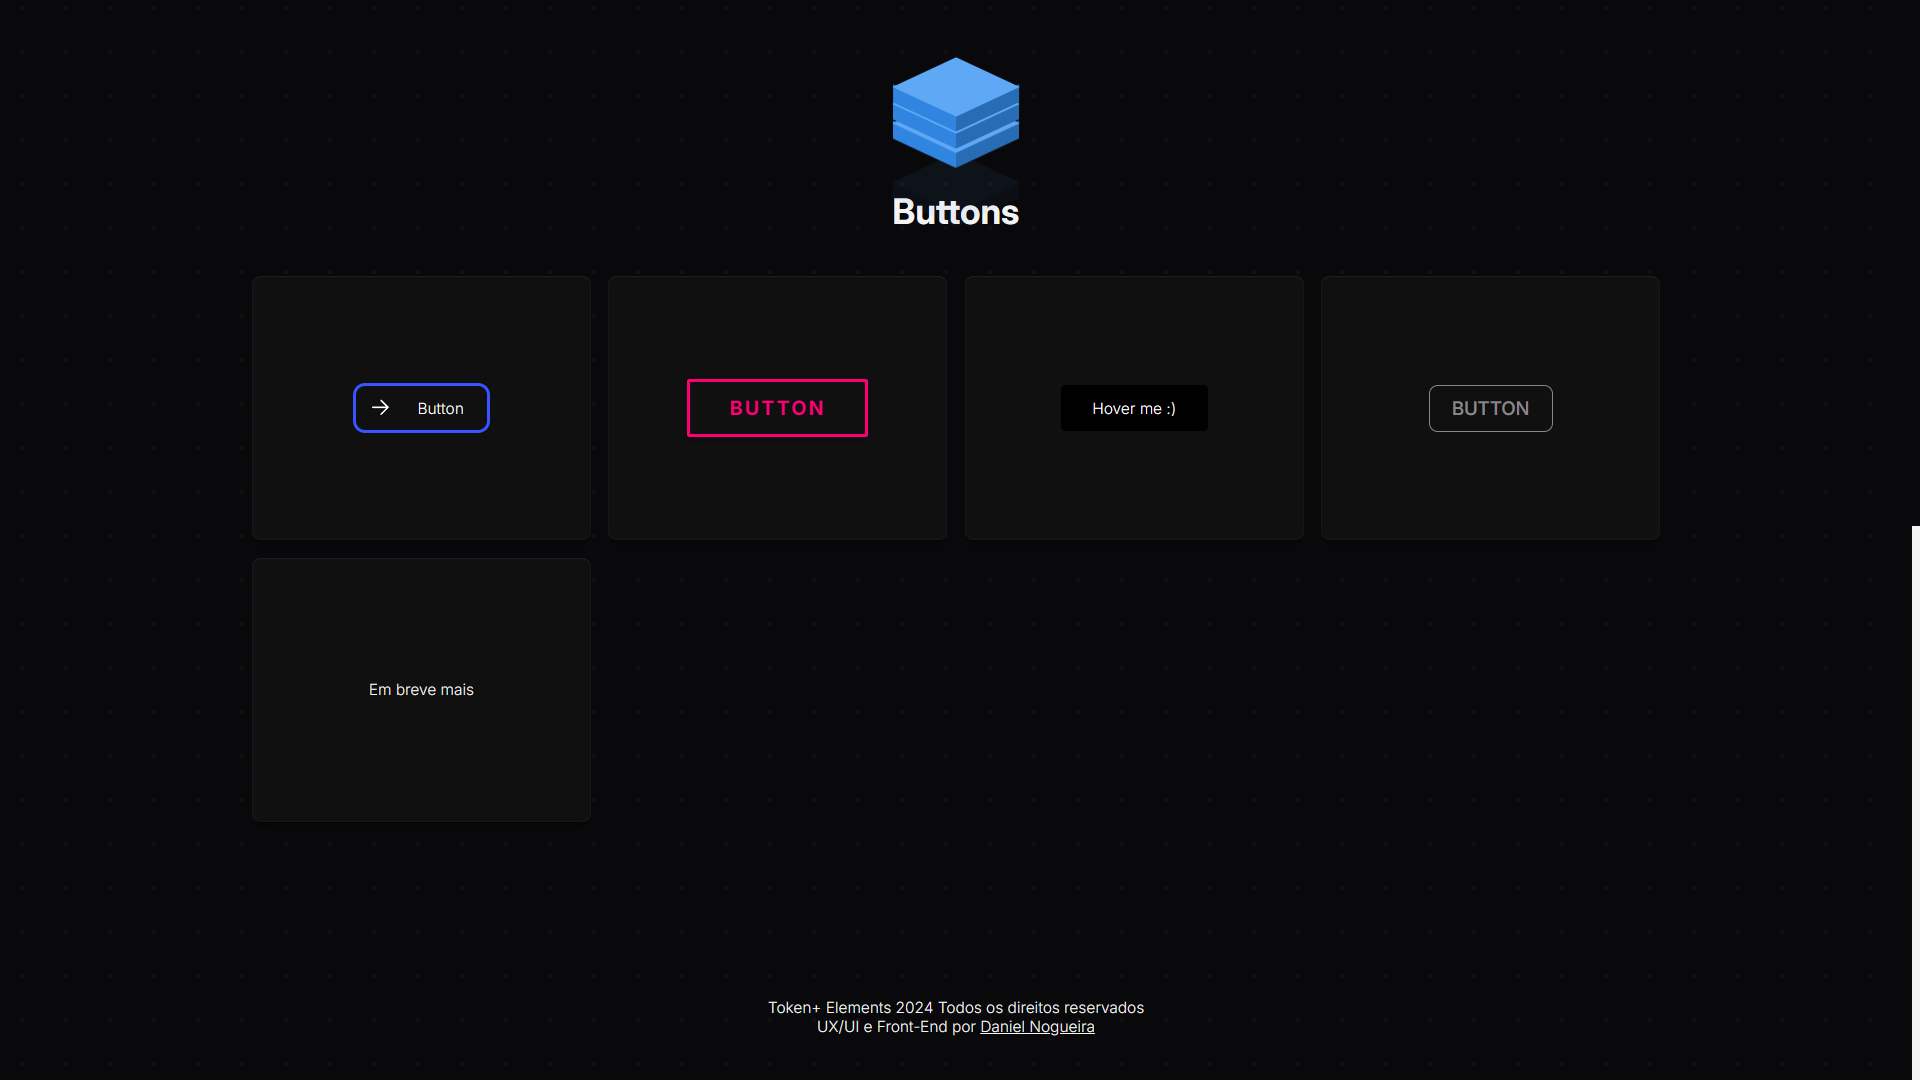 Buttons
Button
BUTTON
Hover me :)
BUTTON
Em breve mais
Token+ Elements 2024 Todos os direitos reservados
UX/UI e Front-End por Daniel Nogueira